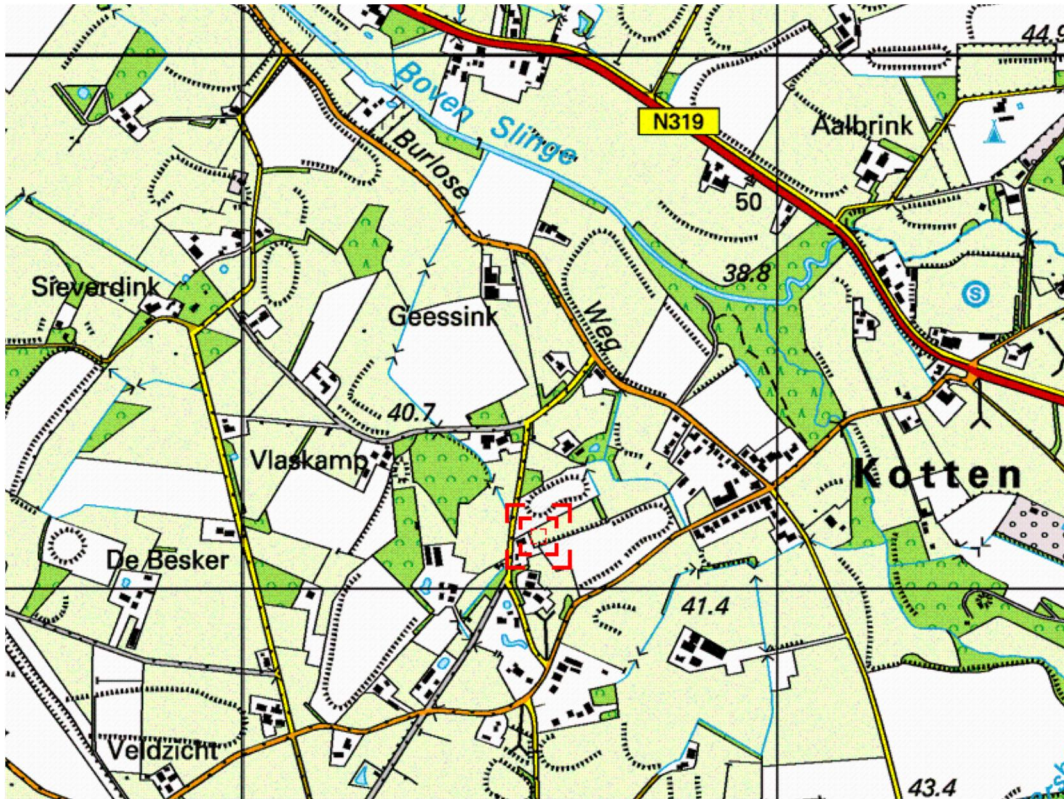 44.9
Boven Slinge
N319
Aalbrink
Burlose
50
38.8
Sieverdink
S
Geessink
Weg
40.7
Vlaskamp
Kotten
De Besker
41.4
Veldzicht
43.4